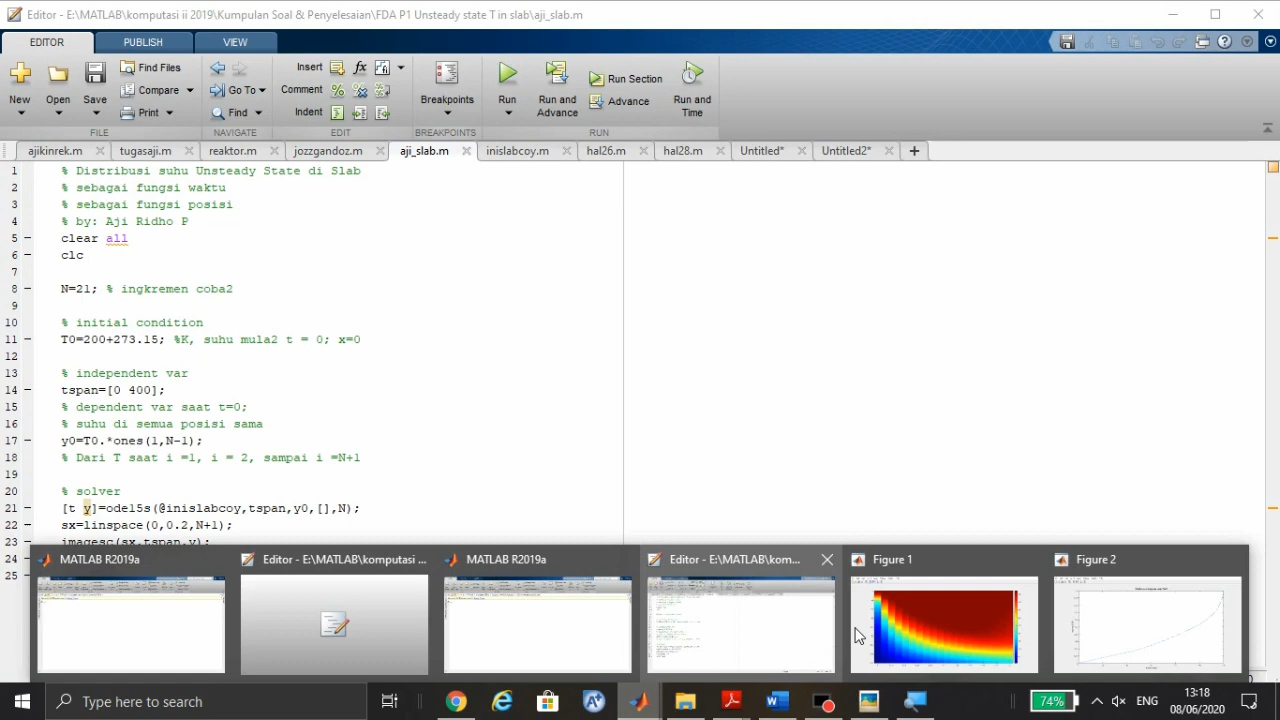 Editor - E:\MATLAB\komputasi ii 2019\Kumpulan Soal & Penyelesaian\FDA P1 Unsteady state T in slab\aji_slab.m
EDITOR PUBLISH VIEW
New Open Save Find Files Compare Print
Go To Find
Insert fx
Comment
Indent
Breakpoints
Run Run and Advance Run Section Advance Run and Time
FILE NAVIGATE EDIT BREAKPOINTS RUN
ajikinrek.m tugasaji.m reaktor.m jozzgandoz.m aji_slab.m inislabcoy.m hal26.m hal28.m Untitled* Untitled2*
1 % Distribusi suhu Unsteady State di Slab
2 % sebagai fungsi waktu
3 % sebagai fungsi posisi
4 % by: Aji Ridho P
5 clear all
6 clc
7
8 N=21; % ingkremen coba2
9
10 % initial condition
11 T0=200+273.15; %K, suhu mula2 t = 0; x=0
12
13 % independent var
14 tspan=[0 400];
15 % dependent var saat t=0;
16 % suhu di semua posisi sama
17 y0=T0.*ones(1,N-1);
18 % Dari T saat i =1, i = 2, sampai i =N+1
19
20 % solver
21 [t y]=ode15s(@inislabcoy,tspan,y0,[],N);
22 sx=linspace(0,0.2,N+1);
23 imagesc(sx,tspan,y);
24
25
MATLAB R2019a
Editor - E:\MATLAB\komputasi ...
MATLAB R2019a
Editor - E:\MATLAB\kom...
Figure 1
Figure 2
Type here to search
74%
ENG
13:18
08/06/2020